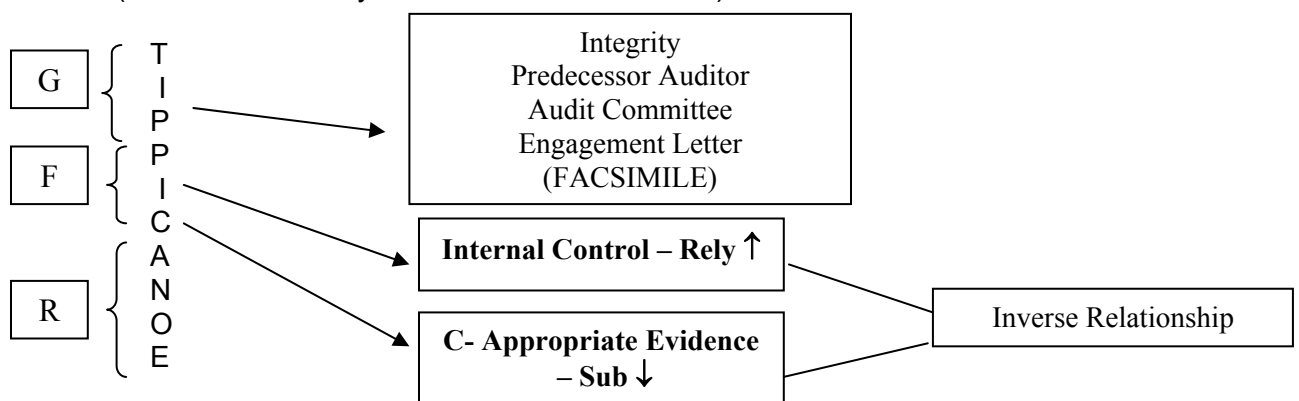 G
F
R
T
I
P
P
I
C
A
N
O
E
Integrity
Predecessor Auditor
Audit Committee
Engagement Letter
(FACSIMILE)
Internal Control – Rely ↑
C- Appropriate Evidence
– Sub ↓
Inverse Relationship